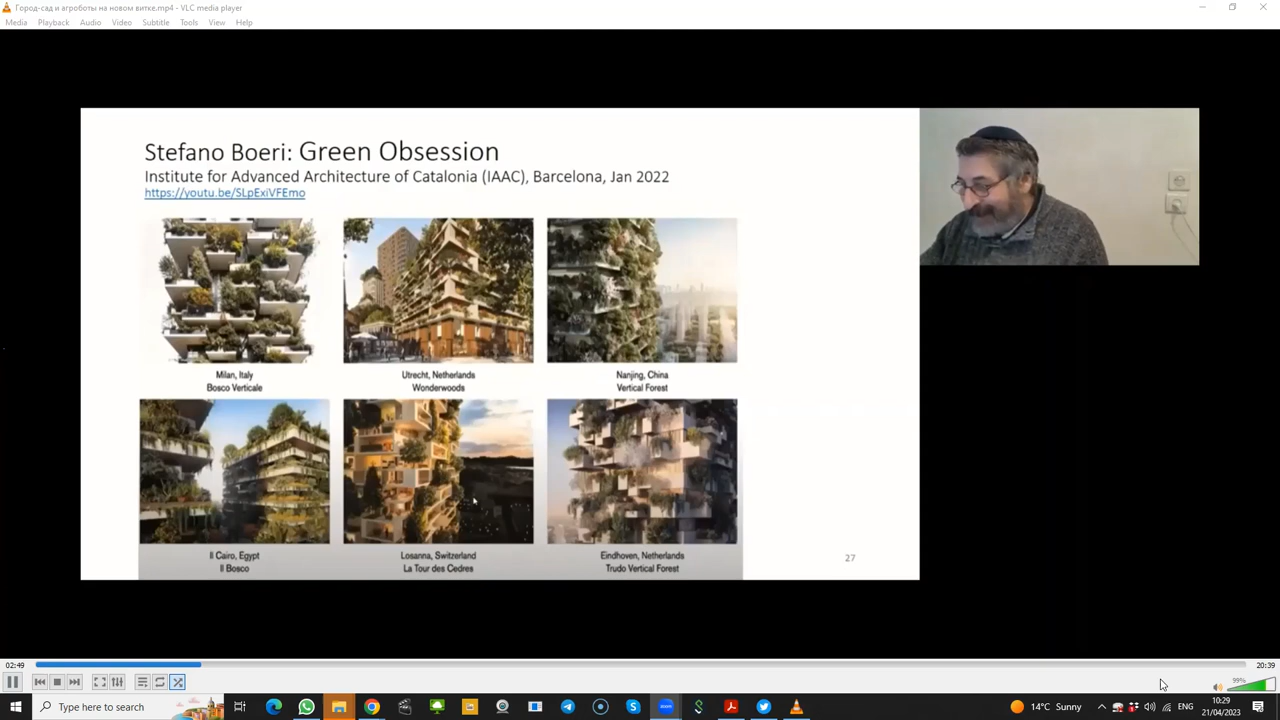 Город-сад и агроботы на новом витке.mp4 - VLC media player
Media Playback Audio Video Subtitle Tools View Help
Stefano Boeri: Green Obsession
Institute for Advanced Architecture of Catalonia (IAAC), Barcelona, Jan 2022
https://youtu.be/SLpExiVFEmo
Milan, Italy
Bosco Verticale
Utrecht, Netherlands
Wonderwoods
Nanjing, China
Vertical Forest
Il Cairo, Egypt
Il Bosco
Losanna, Switzerland
La Tour des Cedres
Eindhoven, Netherlands
Trudo Vertical Forest
27
02:49
20:39
99%
Type here to search
zoom
14°C Sunny
ENG
10:29
21/04/2023